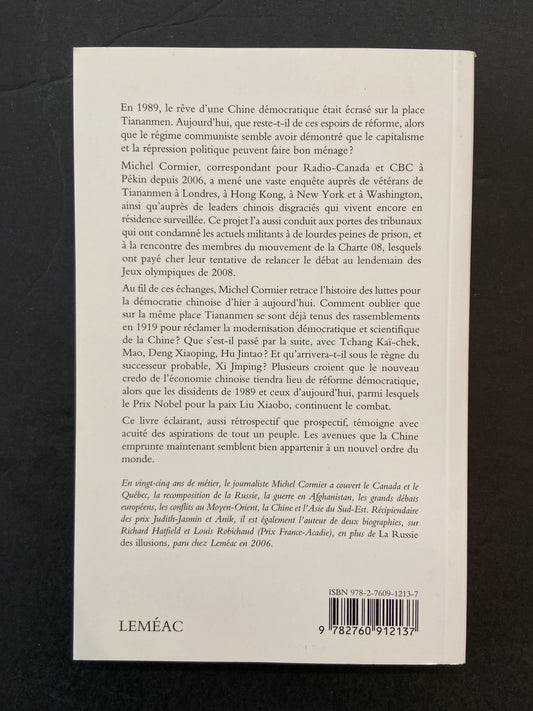 En 1989, le rêve d'une Chine démocratique était écrasé sur la place
Tiananmen. Aujourd'hui, que reste-t-il de ces espoirs de réforme, alors
que le régime communiste semble avoir démontré que le capitalisme
et la répression politique peuvent faire bon ménage?
Michel Cormier, correspondant pour Radio-Canada et CBC à
Pékin depuis 2006, a mené une vaste enquête auprès de vétérans de
Tiananmen à Londres, à Hong Kong, à New York et à Washington,
ainsi qu'auprès de leaders chinois disgraciés qui vivent encore en
résidence surveillée. Ce projet l'a aussi conduit aux portes des tribunaux
qui ont condamné les actuels militants à de lourdes peines de prison, et
à la rencontre des membres du mouvement de la Charte 08, lesquels
ont payé cher leur tentative de relancer le débat au lendemain des
Jeux olympiques de 2008.
Au fil de ces échanges, Michel Cormier retrace l'histoire des luttes pour
la démocratie chinoise d'hier à aujourd'hui. Comment oublier que
sur la même place Tiananmen se sont déjà tenus des rassemblements
en 1919 pour réclamer la modernisation démocratique et scientifique
de la Chine? Que s'est-il passé par la suite, avec Tchang Kaï-chek,
Mao, Deng Xiaoping, Hu Jintao? Et qu'arrivera-t-il sous le règne du
successeur probable, Xi Jinping? Plusieurs croient que le nouveau
credo de l'économie chinoise tiendra lieu de réforme démocratique,
alors que les dissidents de 1989 et ceux d'aujourd'hui, parmi lesquels
le Prix Nobel pour la paix Liu Xiaobo, continuent le combat.
Ce livre éclairant, aussi rétrospectif que prospectif, témoigne avec
acuité des aspirations de tout un peuple. Les avenues que la Chine
emprunte maintenant semblent bien appartenir à un nouvel ordre du
monde.
En vingt-cinq ans de métier, le journaliste Michel Cormier a couvert le Canada et le
Québec, la recomposition de la Russie, la guerre en Afghanistan, les grands débats
européens, les conflits au Moyen-Orient, la Chine et l'Asie du Sud-Est. Récipiendaire
des prix Judith-Jasmin et Anik, il est également l'auteur de deux biographies, sur
Richard Hatfield et Louis Robichaud (Prix France-Acadie), en plus de La Russie
des illusions, paru chez Leméac en 2006.
ISBN 978-2-7609-1213-7
9 782760 912137
LEMÉAC